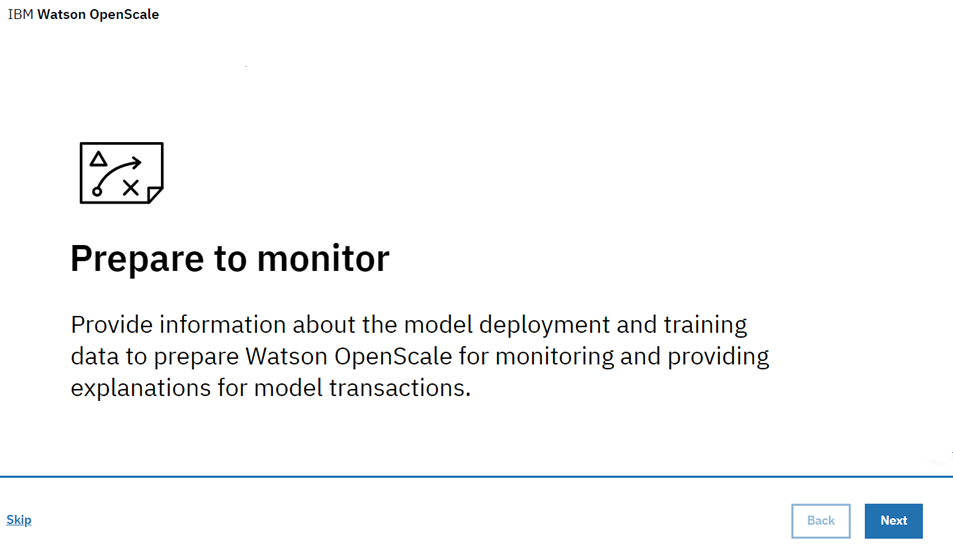 IBM Watson OpenScale
Prepare to monitor
Provide information about the model deployment and training
data to prepare Watson OpenScale for monitoring and providing
explanations for model transactions.
Skip
Back
Next